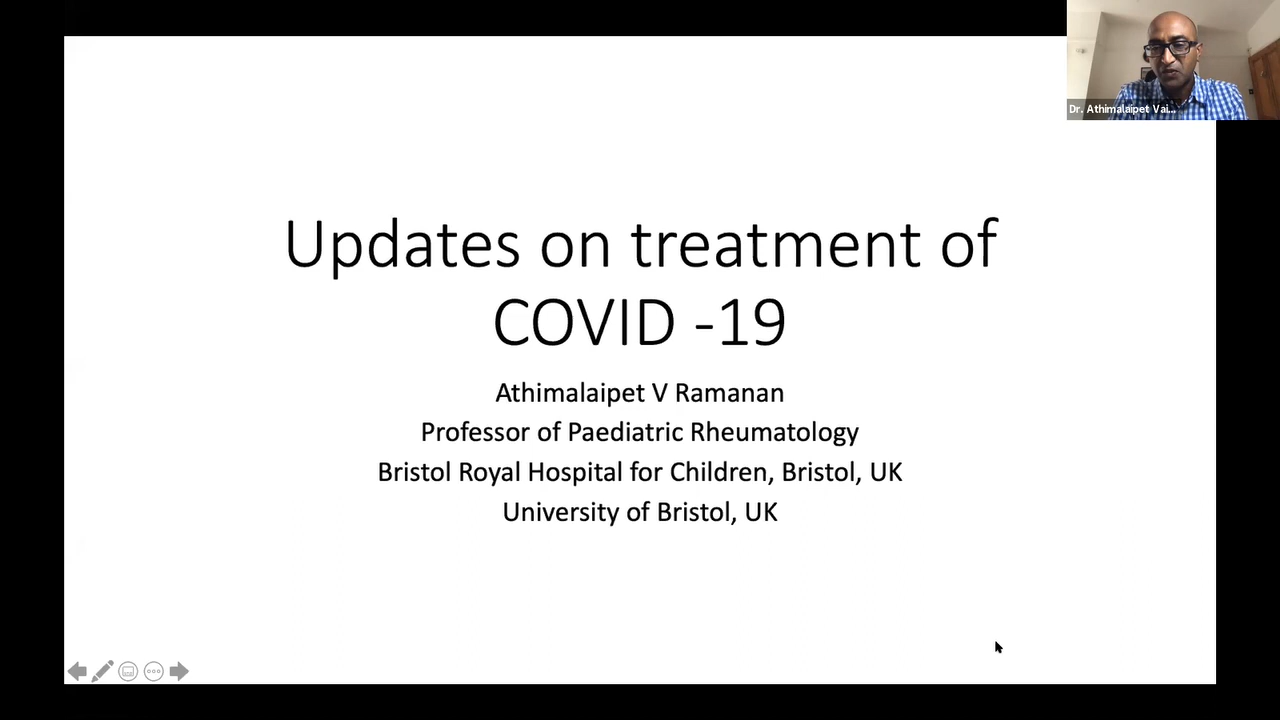 Dr. Athimalaipet Vai...
Updates on treatment of
COVID -19
Athimalaipet V Ramanan
Professor of Paediatric Rheumatology
Bristol Royal Hospital for Children, Bristol, UK
University of Bristol, UK